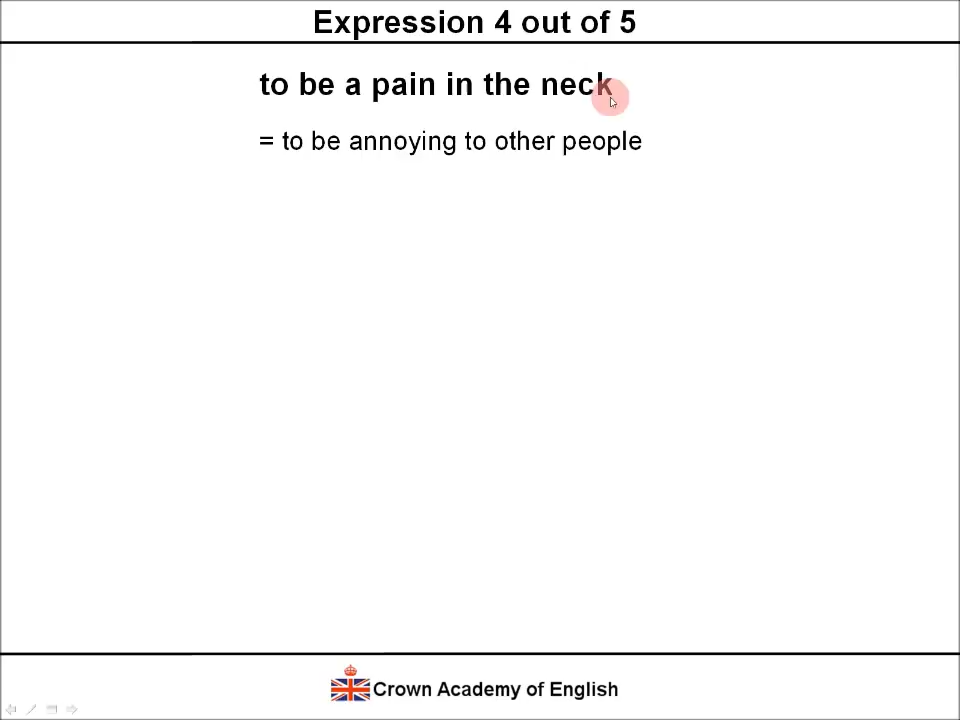 Expression 4 out of 5
to be a pain in the neck
= to be annoying to other people
Crown Academy of English